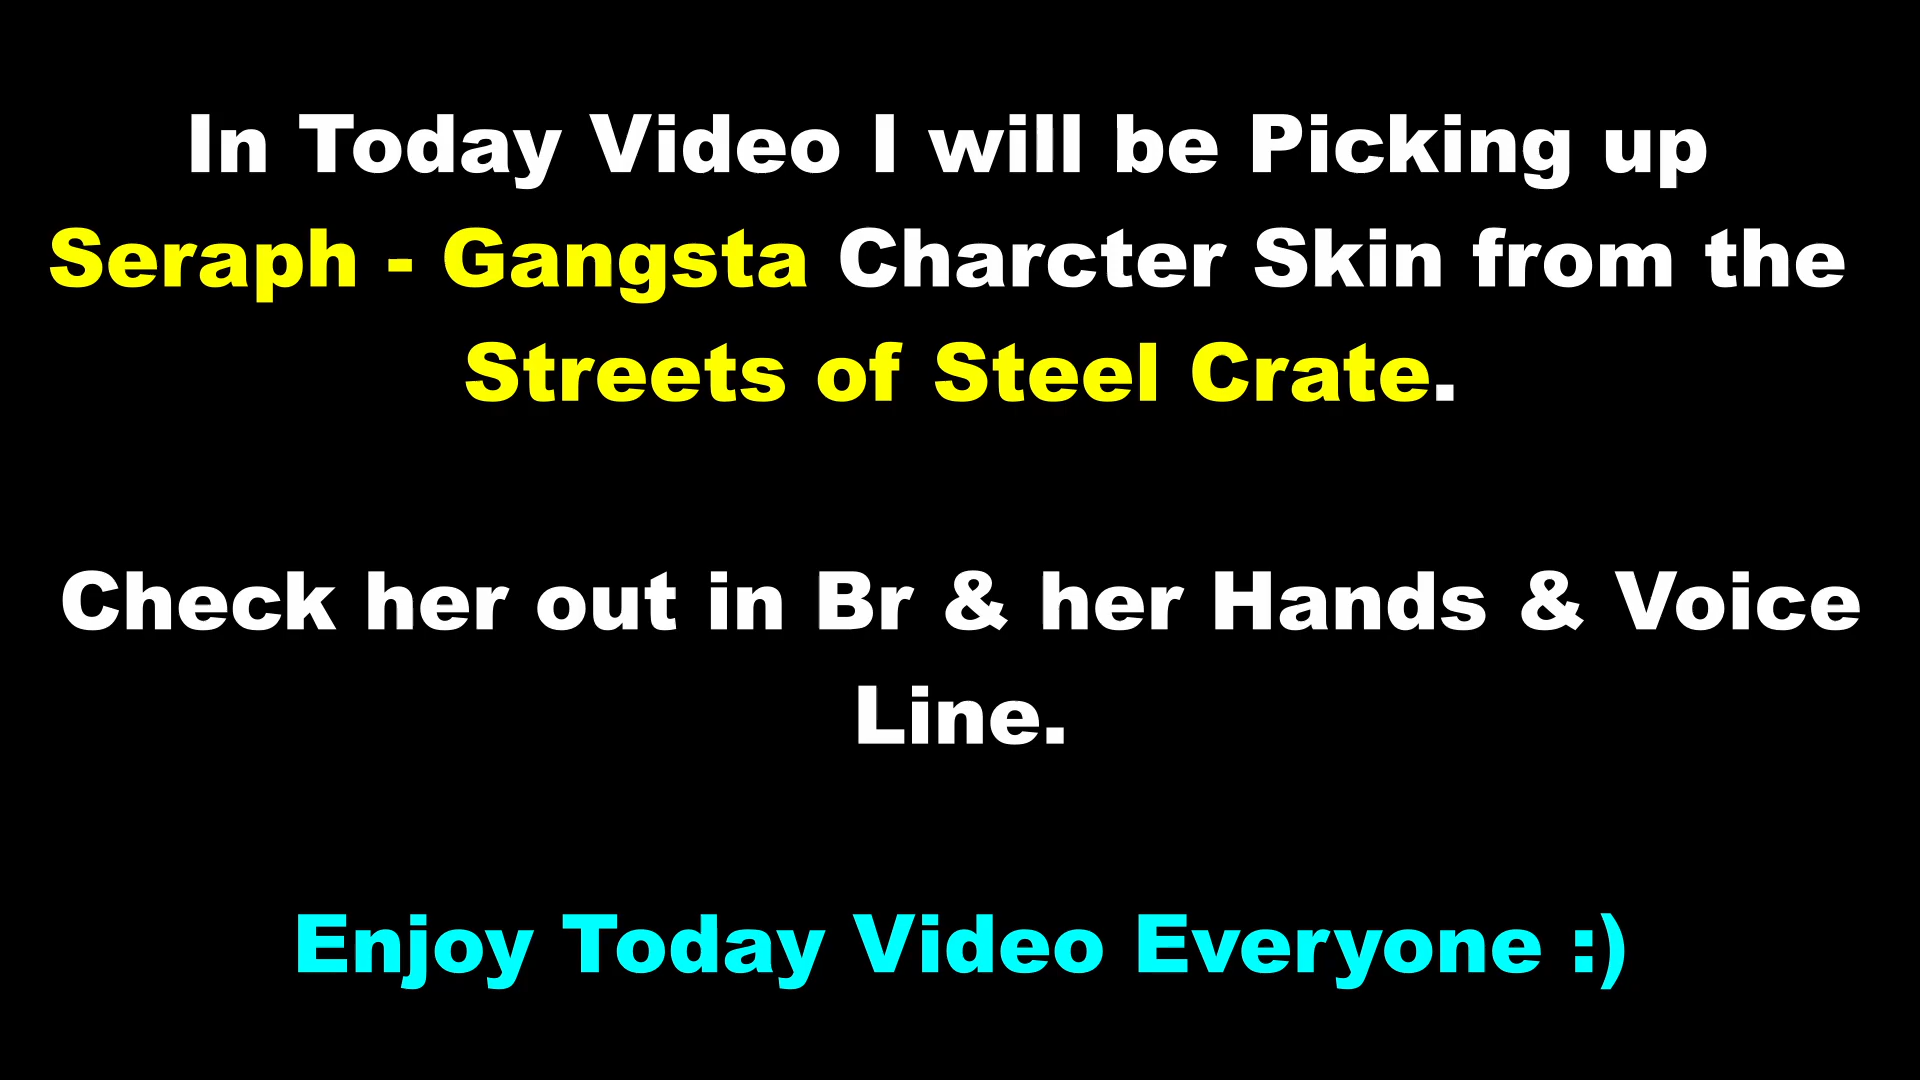 In Today Video I will be Picking up
Seraph - Gangsta Charcter Skin from the
Streets of Steel Crate.
Check her out in Br & her Hands & Voice
Line.
Enjoy Today Video Everyone :)